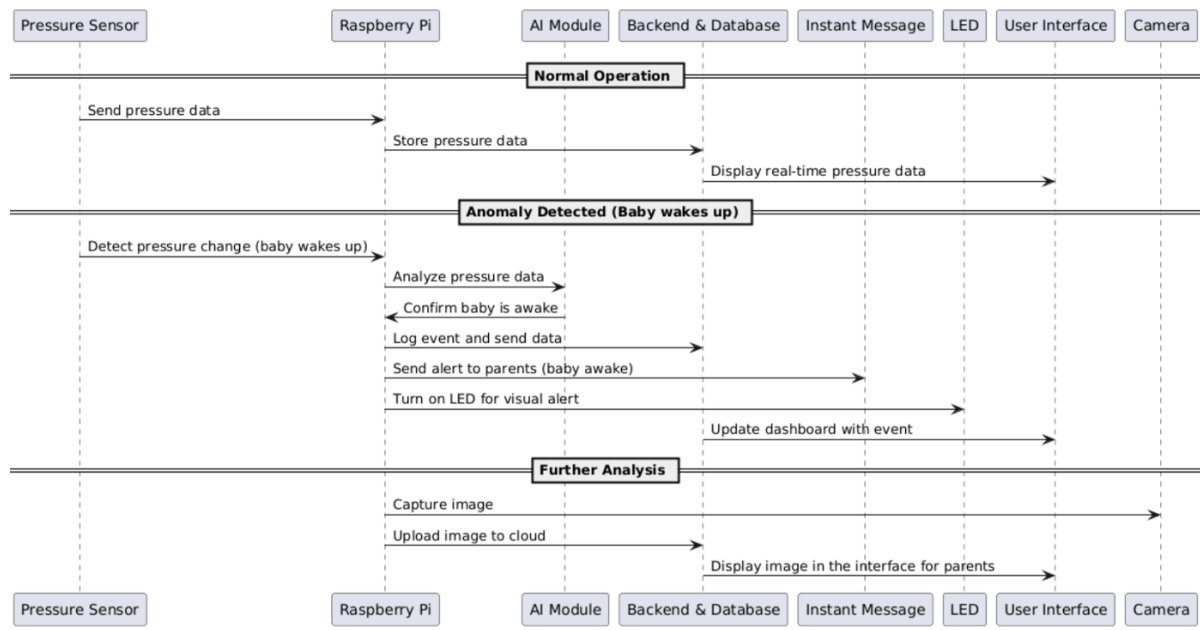 Pressure Sensor Raspberry Pi AI Module Backend & Database Instant Message LED User Interface Camera
Normal Operation
Send pressure data
Store pressure data
Display real-time pressure data
Anomaly Detected (Baby wakes up)
Detect pressure change (baby wakes up)
Analyze pressure data
Confirm baby is awake
Log event and send data
Send alert to parents (baby awake)
Turn on LED for visual alert
Update dashboard with event
Further Analysis
Capture image
Upload image to cloud
Display image in the interface for parents
Pressure Sensor Raspberry Pi AI Module Backend & Database Instant Message LED User Interface Camera